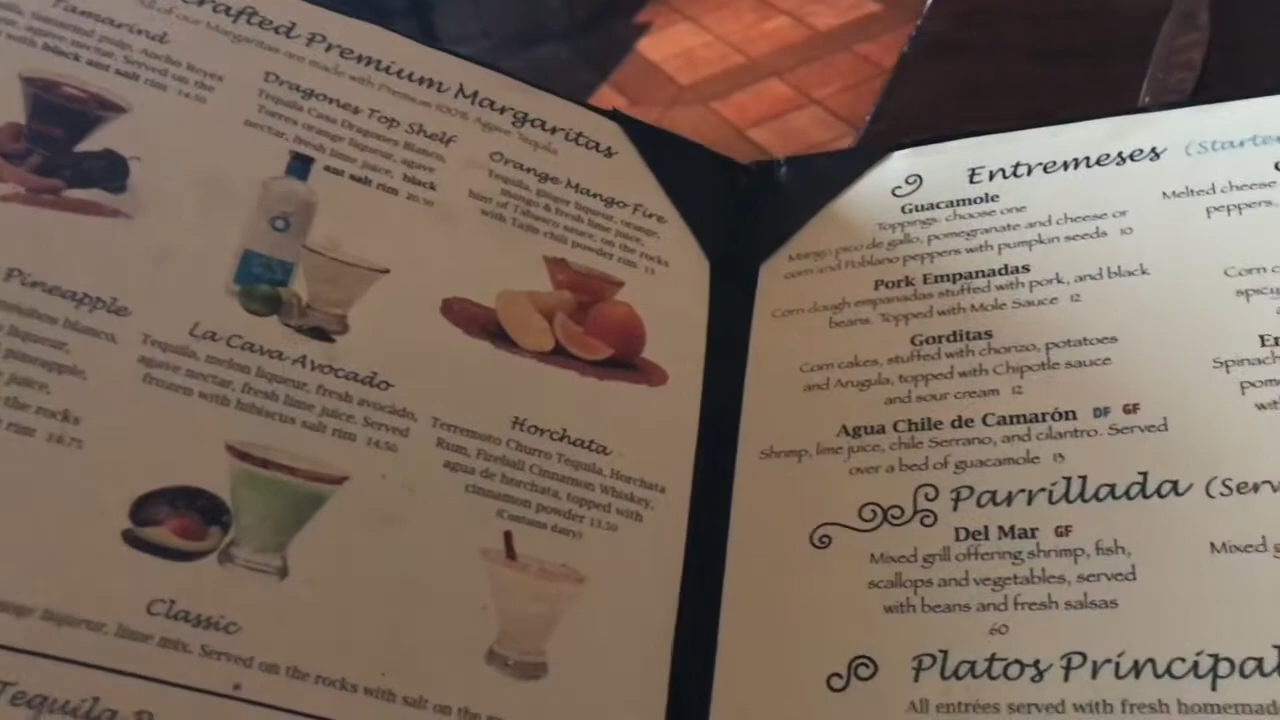 Crafted Premium Margaritas
All of our Margaritas are made with Premium 100% Agave Tequila
Tamarind
tamarind pulp, Ancho Reyes
agave nectar. Served on the
with black ant salt rim 14.50
Dragones Top Shelf
Tequila Casa Dragones Blanco,
Torres orange liqueur, agave
nectar, fresh lime juice, black
ant salt rim 20.50
Orange Mango Fire
Tequila, ginger liqueur, orange,
mango & fresh lime juice,
hint of Tabasco sauce, on the rocks
with Tajin chili powder rim 13
Pineapple
blanco,
liqueur,
pineapple,
juice,
the rocks
rim
La Cava Avocado
Tequila, melon liqueur, fresh avocado,
agave nectar, fresh lime juice. Served
frozen with hibiscus salt rim 14.50
Horchata
Terremoto Churro Tequila, Horchata
Rum, Fireball Cinnamon Whiskey,
agua de horchata, topped with
cinnamon powder 13.50
(Contains dairy)
Classic
liqueur, lime mix. Served on the rocks with salt on the
Tequila
Entremeses (Starte
Guacamole
Toppings: choose one
Mango pico de gallo, pomegranate and cheese or
corn and Poblano peppers with pumpkin seeds 10
Pork Empanadas
Corn dough empanadas stuffed with pork, and black
beans. Topped with Mole Sauce 12
Gorditas
Corn cakes, stuffed with chorizo, potatoes
and Arugula, topped with Chipotle sauce
and sour cream 12
Agua Chile de Camarón DF GF
Shrimp, lime juice, chile Serrano, and cilantro. Served
over a bed of guacamole 13
Melted cheese
peppers.
Corn c
spicy
En
Spinach
pom
wit
Parrillada (Serv
Del Mar GF
Mixed grill offering shrimp, fish,
scallops and vegetables, served
with beans and fresh salsas
60
Mixed g
Platos Principal
All entrées served with fresh homemad